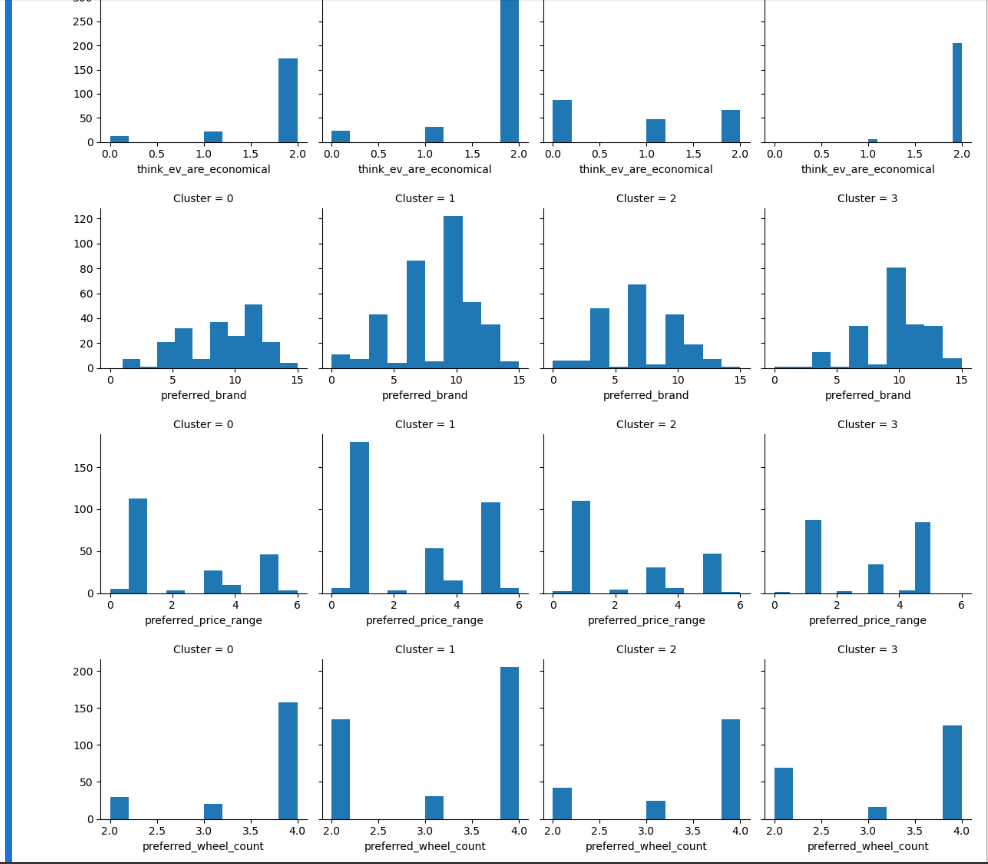 300
250
200
150
100
50
0
0.0 0.5 1.0 1.5 2.0 0.0 0.5 1.0 1.5 2.0 0.0 0.5 1.0 1.5 2.0 0.0 0.5 1.0 1.5 2.0
think_ev_are_economical think_ev_are_economical think_ev_are_economical think_ev_are_economical
Cluster = 0 Cluster = 1 Cluster = 2 Cluster = 3
120
100
80
60
40
20
0
0 5 10 15 0 5 10 15 0 5 10 15 0 5 10 15
preferred_brand preferred_brand preferred_brand preferred_brand
Cluster = 0 Cluster = 1 Cluster = 2 Cluster = 3
150
100
50
0
0 2 4 6 0 2 4 6 0 2 4 6 0 2 4 6
preferred_price_range preferred_price_range preferred_price_range preferred_price_range
Cluster = 0 Cluster = 1 Cluster = 2 Cluster = 3
200
150
100
50
0
2.0 2.5 3.0 3.5 4.0 2.0 2.5 3.0 3.5 4.0 2.0 2.5 3.0 3.5 4.0 2.0 2.5 3.0 3.5 4.0
preferred_wheel_count preferred_wheel_count preferred_wheel_count preferred_wheel_count